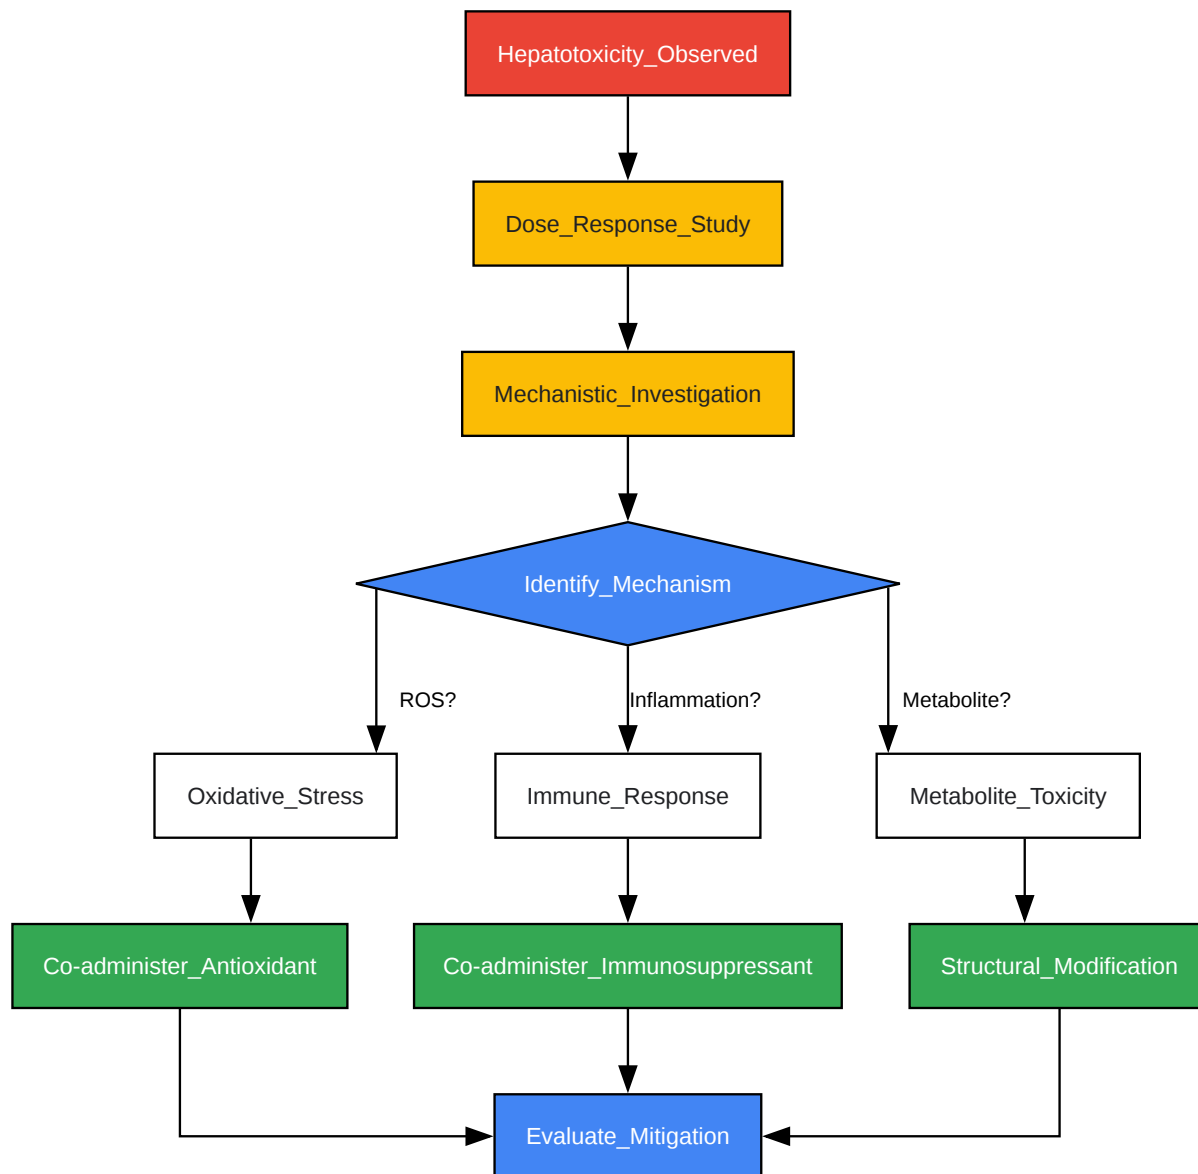 Hepatotoxicity_Observed
Dose_Response_Study
Mechanistic_Investigation
Identify_Mechanism
ROS?
Inflammation?
Metabolite?
Oxidative_Stress
Immune_Response
Metabolite_Toxicity
Co-administer_Antioxidant
Co-administer_Immunosuppressant
Structural_Modification
Evaluate_Mitigation